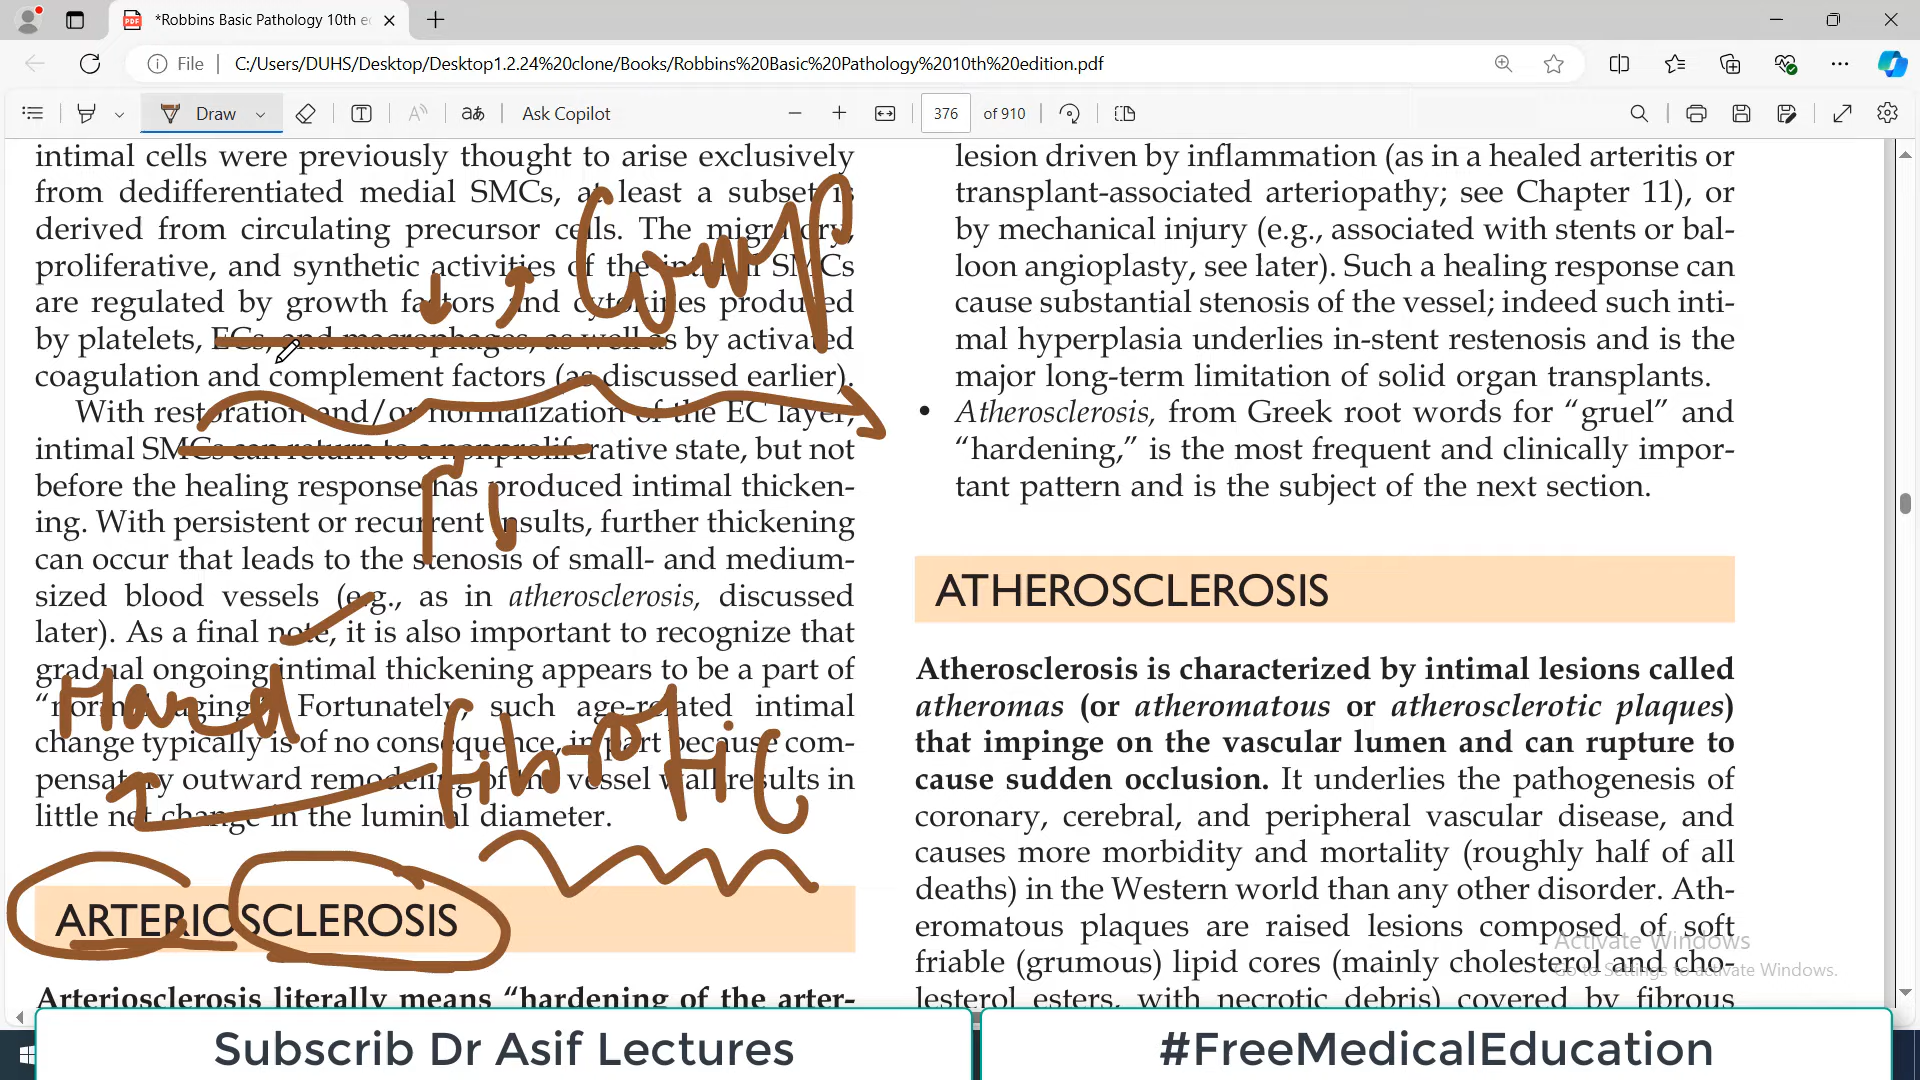 *Robbins Basic Pathology 10th e
File
C:/Users/DUHS/Desktop/Desktop1.2.24%20clone/Books/Robbins%20Basic%20Pathology%2010th%20edition.pdf
Draw
aあ
Ask Copilot
376 of 910
intimal cells were previously thought to arise exclusively
from dedifferentiated medial SMCs, at least a subset is
derived from circulating precursor cells. The migratory,
proliferative, and synthetic activities of the intimal SMCs
are regulated by growth factors and cytokines produced
by platelets, ECs, and macrophages, as well as by activated
coagulation and complement factors (as discussed earlier).
With restoration and/or normalization of the EC layer,
intimal SMCs can return to a nonproliferative state, but not
before the healing response has produced intimal thicken-
ing. With persistent or recurrent insults, further thickening
can occur that leads to the stenosis of small- and medium-
sized blood vessels (e.g., as in atherosclerosis, discussed
later). As a final note, it is also important to recognize that
gradual ongoing intimal thickening appears to be a part of
“normal” aging. Fortunately, such age-related intimal
change typically is of no consequence, in part because com-
pensatory outward remodeling of the vessel wall results in
little net change in the luminal diameter.
Comp
Hard
fibrotic
ARTERIOSCLEROSIS
Arteriosclerosis literally means “hardening of the arter-
lesion driven by inflammation (as in a healed arteritis or
transplant-associated arteriopathy; see Chapter 11), or
by mechanical injury (e.g., associated with stents or bal-
loon angioplasty, see later). Such a healing response can
cause substantial stenosis of the vessel; indeed such inti-
mal hyperplasia underlies in-stent restenosis and is the
major long-term limitation of solid organ transplants.
• Atherosclerosis, from Greek root words for “gruel” and
“hardening,” is the most frequent and clinically impor-
tant pattern and is the subject of the next section.
ATHEROSCLEROSIS
Atherosclerosis is characterized by intimal lesions called
atheromas (or atheromatous or atherosclerotic plaques)
that impinge on the vascular lumen and can rupture to
cause sudden occlusion. It underlies the pathogenesis of
coronary, cerebral, and peripheral vascular disease, and
causes more morbidity and mortality (roughly half of all
deaths) in the Western world than any other disorder. Ath-
eromatous plaques are raised lesions composed of soft
friable (grumous) lipid cores (mainly cholesterol and cho-
lesterol esters, with necrotic debris) covered by fibrous
Activate Windows
Go to Settings to activate Windows.
Subscrib Dr Asif Lectures
#FreeMedicalEducation